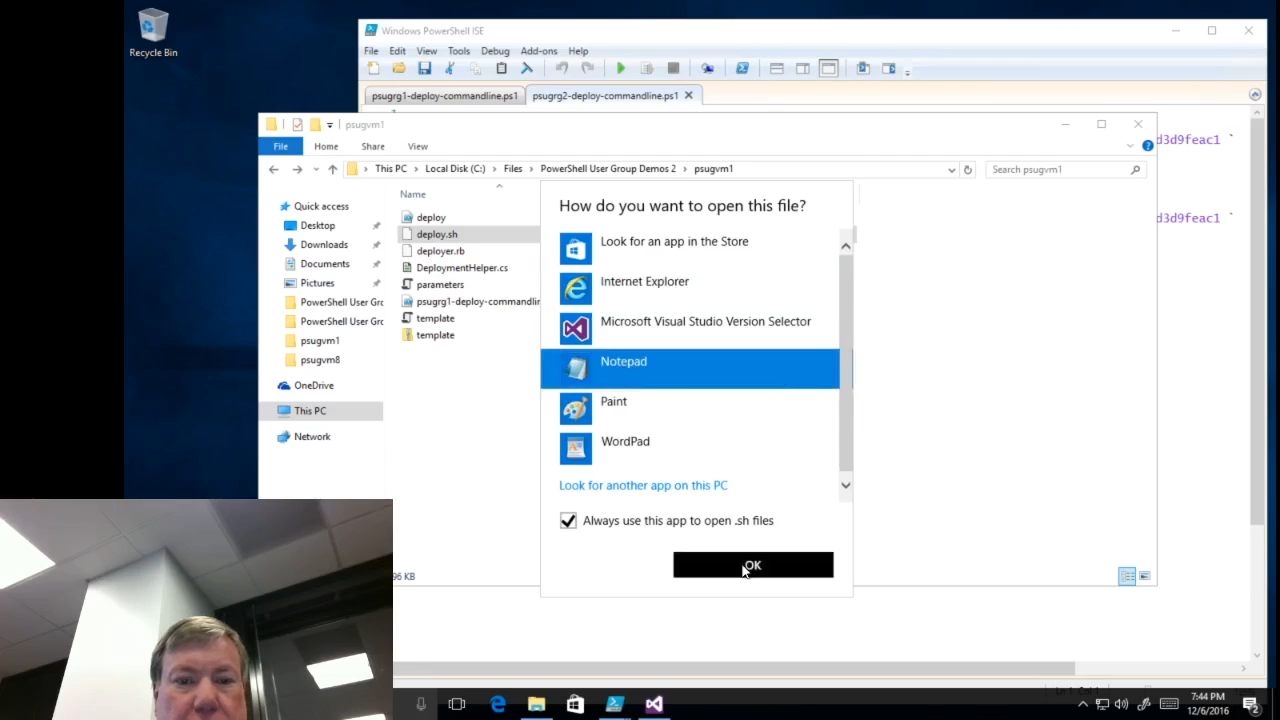 Recycle Bin
Windows PowerShell ISE
File Edit View Tools Debug Add-ons Help
psugrg1-deploy-commandline.ps1 psugrg2-deploy-commandline.ps1
psugvm1
d3d9feac1 `
File Home Share View
This PC Local Disk (C:) Files PowerShell User Group Demos 2 psugvm1 Search psugvm1
Name
Quick access
Desktop
Downloads
Documents
Pictures
PowerShell User Grc
PowerShell User Grc
psugvm1
psugvm8
OneDrive
This PC
Network
deploy
deploy.sh
deployer.rb
DeploymentHelper.cs
parameters
psugrg1-deploy-commandlin
template
template
How do you want to open this file?
Look for an app in the Store
Internet Explorer
Microsoft Visual Studio Version Selector
Notepad
Paint
WordPad
Look for another app on this PC
Always use this app to open .sh files
OK
d3d9feac1 `
96 KB
7:44 PM
12/6/2016
2